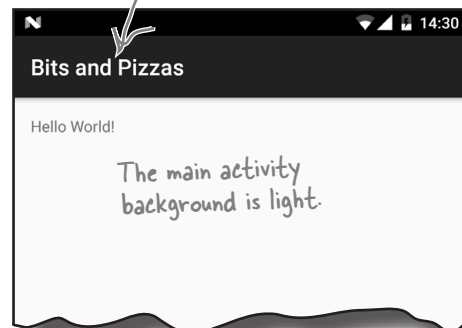 N 14:30
Bits and Pizzas
Hello World!
The main activity
background is light.